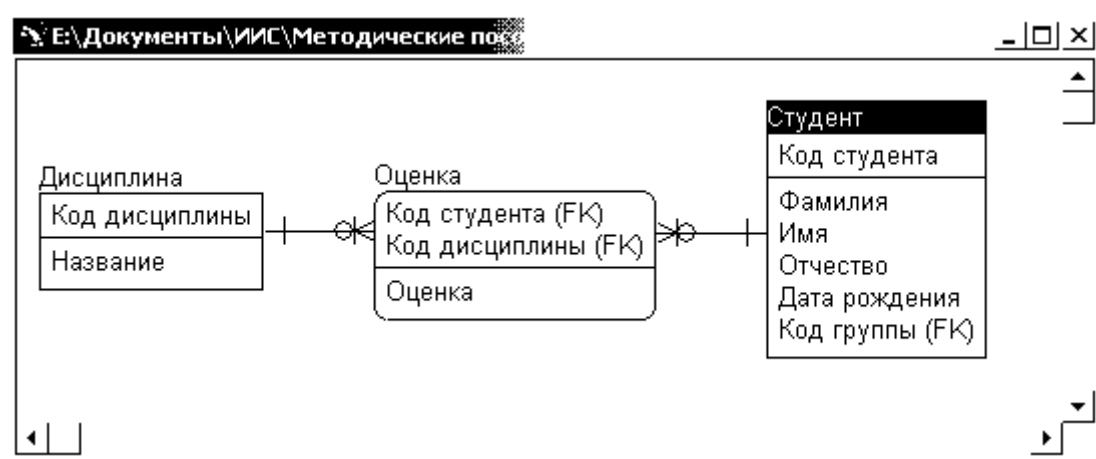 E:\Документы\ИИС\Методические
Дисциплина
Код дисциплины
Название
Оценка
Код студента (FK)
Код дисциплины (FK)
Оценка
Студент
Код студента
Фамилия
Имя
Отчество
Дата рождения
Код группы (FK)